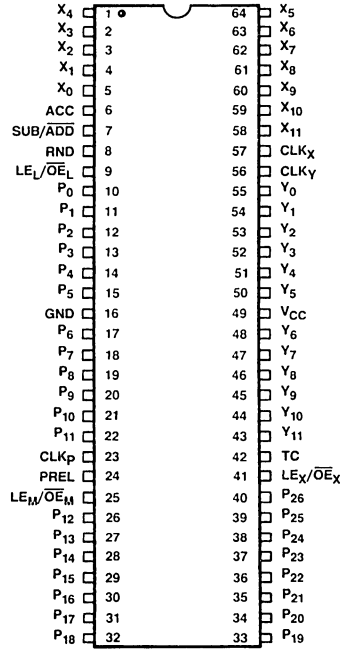 X4 1 64 X5
X3 2 63 X6
X2 3 62 X7
X1 4 61 X8
X0 5 60 X9
ACC 6 59 X10
SUB/A̅D̅D̅ 7 58 X11
RND 8 57 CLKX
LEL/O̅E̅L 9 56 CLKY
P0 10 55 Y0
P1 11 54 Y1
P2 12 53 Y2
P3 13 52 Y3
P4 14 51 Y4
P5 15 50 Y5
GND 16 49 VCC
P6 17 48 Y6
P7 18 47 Y7
P8 19 46 Y8
P9 20 45 Y9
P10 21 44 Y10
P11 22 43 Y11
CLKP 23 42 TC
PREL 24 41 LEX/O̅E̅X
LEM/O̅E̅M 25 40 P26
P12 26 39 P25
P13 27 38 P24
P14 28 37 P23
P15 29 36 P22
P16 30 35 P21
P17 31 34 P20
P18 32 33 P19